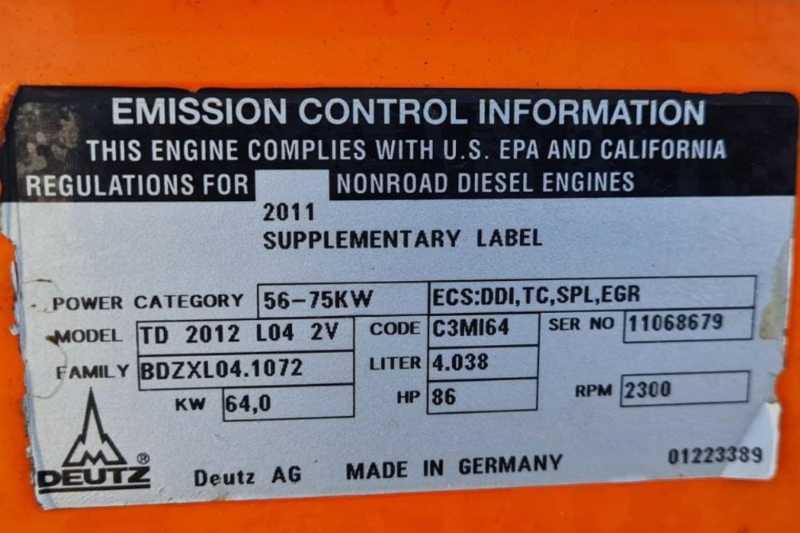 EMISSION CONTROL INFORMATION
THIS ENGINE COMPLIES WITH U.S. EPA AND CALIFORNIA
REGULATIONS FOR NONROAD DIESEL ENGINES
2011
SUPPLEMENTARY LABEL
POWER CATEGORY 56-75KW ECS:DDI,TC,SPL,EGR
MODEL TD 2012 L04 2V CODE C3MI64 SER NO 11068679
FAMILY BDZXL04.1072 LITER 4.038
KW 64,0 HP 86 RPM 2300
DEUTZ ® Deutz AG MADE IN GERMANY 01223389